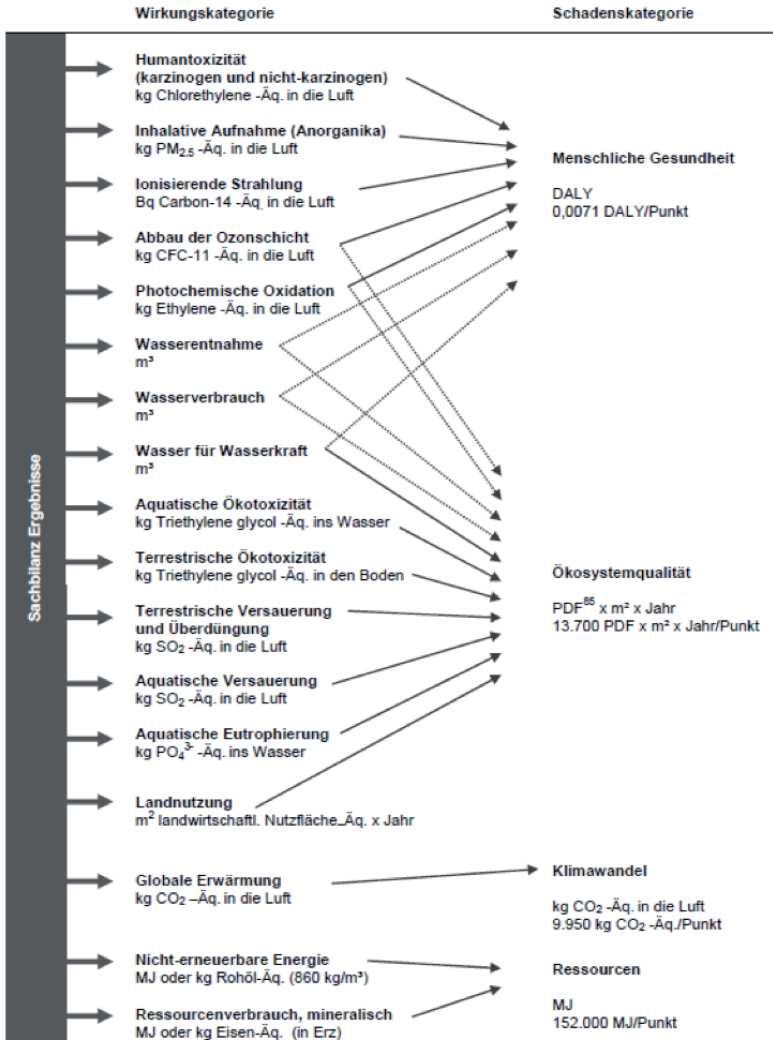 Wirkungskategorie
Schadenskategorie
Sachbilanz Ergebnisse
Humantoxizität
(karzinogen und nicht-karzinogen)
kg Chlorethylene -Äq. in die Luft
Inhalative Aufnahme (Anorganika)
kg PM₂.₅ -Äq. in die Luft
Ionisierende Strahlung
Bq Carbon-14 -Äq. in die Luft
Abbau der Ozonschicht
kg CFC-11 -Äq. in die Luft
Photochemische Oxidation
kg Ethylene -Äq. in die Luft
Wasserentnahme
m³
Wasserverbrauch
m³
Wasser für Wasserkraft
m³
Aquatische Ökotoxizität
kg Triethylene glycol -Äq. ins Wasser
Terrestrische Ökotoxizität
kg Triethylene glycol -Äq. in den Boden
Terrestrische Versauerung
und Überdüngung
kg SO₂ -Äq. in die Luft
Aquatische Versauerung
kg SO₂ -Äq. in die Luft
Aquatische Eutrophierung
kg PO₄³⁻ -Äq. ins Wasser
Landnutzung
m² landwirtschaftl. Nutzfläche_Äq. x Jahr
Globale Erwärmung
kg CO₂ –Äq. in die Luft
Nicht-erneuerbare Energie
MJ oder kg Rohöl-Äq. (860 kg/m³)
Ressourcenverbrauch, mineralisch
MJ oder kg Eisen-Äq. (in Erz)
Menschliche Gesundheit
DALY
0,0071 DALY/Punkt
Ökosystemqualität
PDF⁸⁵ x m² x Jahr
13.700 PDF x m² x Jahr/Punkt
Klimawandel
kg CO₂ -Äq. in die Luft
9.950 kg CO₂ -Äq./Punkt
Ressourcen
MJ
152.000 MJ/Punkt